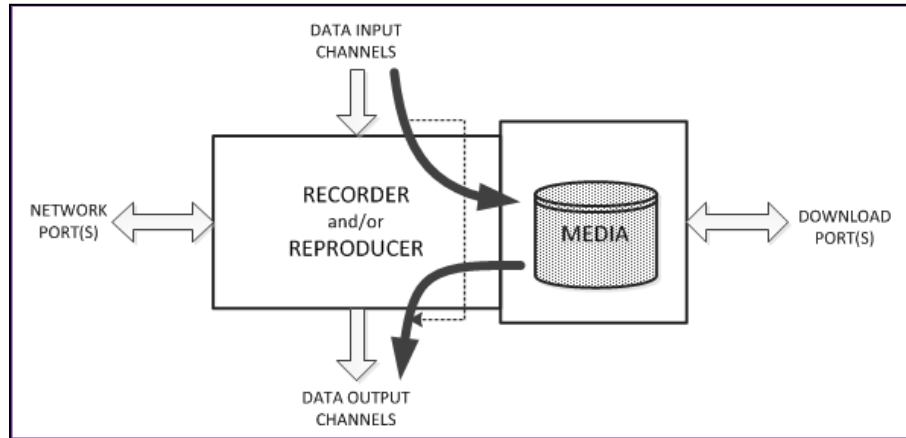 DATA INPUT
CHANNELS
RECORDER
and/or
REPRODUCER
NETWORK
PORT(S)
MEDIA
DOWNLOAD
PORT(S)
DATA OUTPUT
CHANNELS